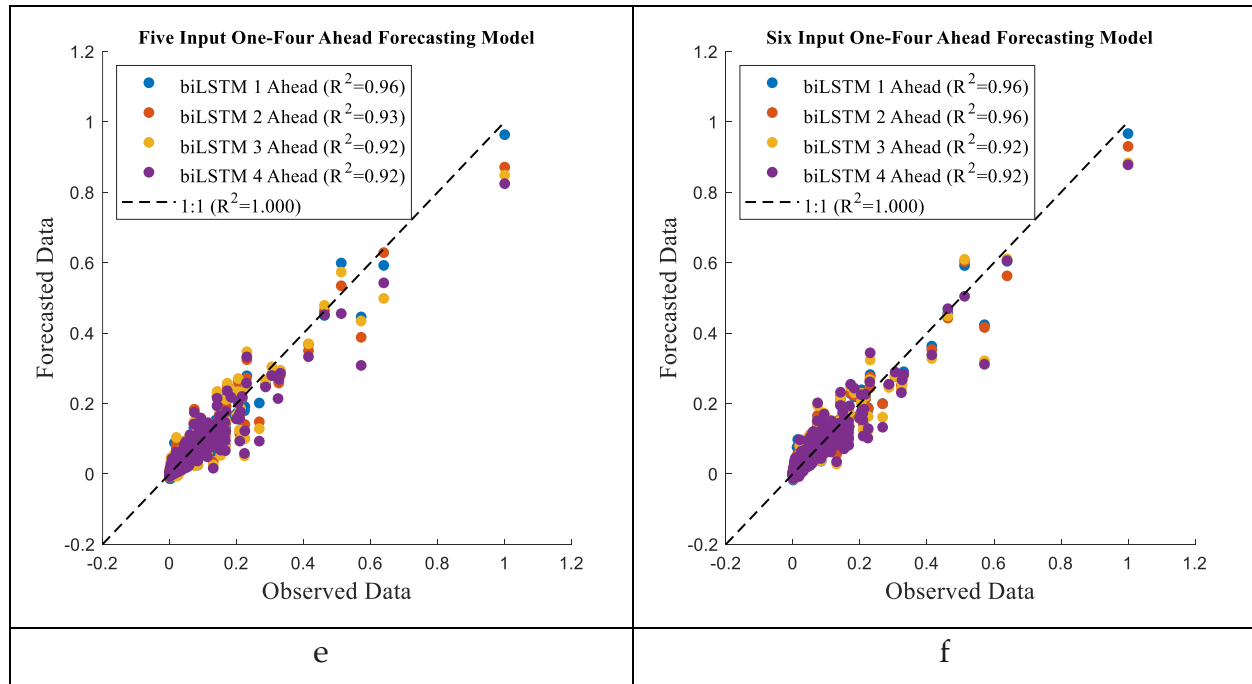 Five Input One-Four Ahead Forecasting Model
1.2
1
0.8
0.6
0.4
0.2
0
-0.2
Forecasted Data
biLSTM 1 Ahead (R²=0.96)
biLSTM 2 Ahead (R²=0.93)
biLSTM 3 Ahead (R²=0.92)
biLSTM 4 Ahead (R²=0.92)
1:1 (R²=1.000)
-0.2 0 0.2 0.4 0.6 0.8 1 1.2
Observed Data
e
Six Input One-Four Ahead Forecasting Model
1.2
1
0.8
0.6
0.4
0.2
0
-0.2
Forecasted Data
biLSTM 1 Ahead (R²=0.96)
biLSTM 2 Ahead (R²=0.96)
biLSTM 3 Ahead (R²=0.92)
biLSTM 4 Ahead (R²=0.92)
1:1 (R²=1.000)
-0.2 0 0.2 0.4 0.6 0.8 1 1.2
Observed Data
f